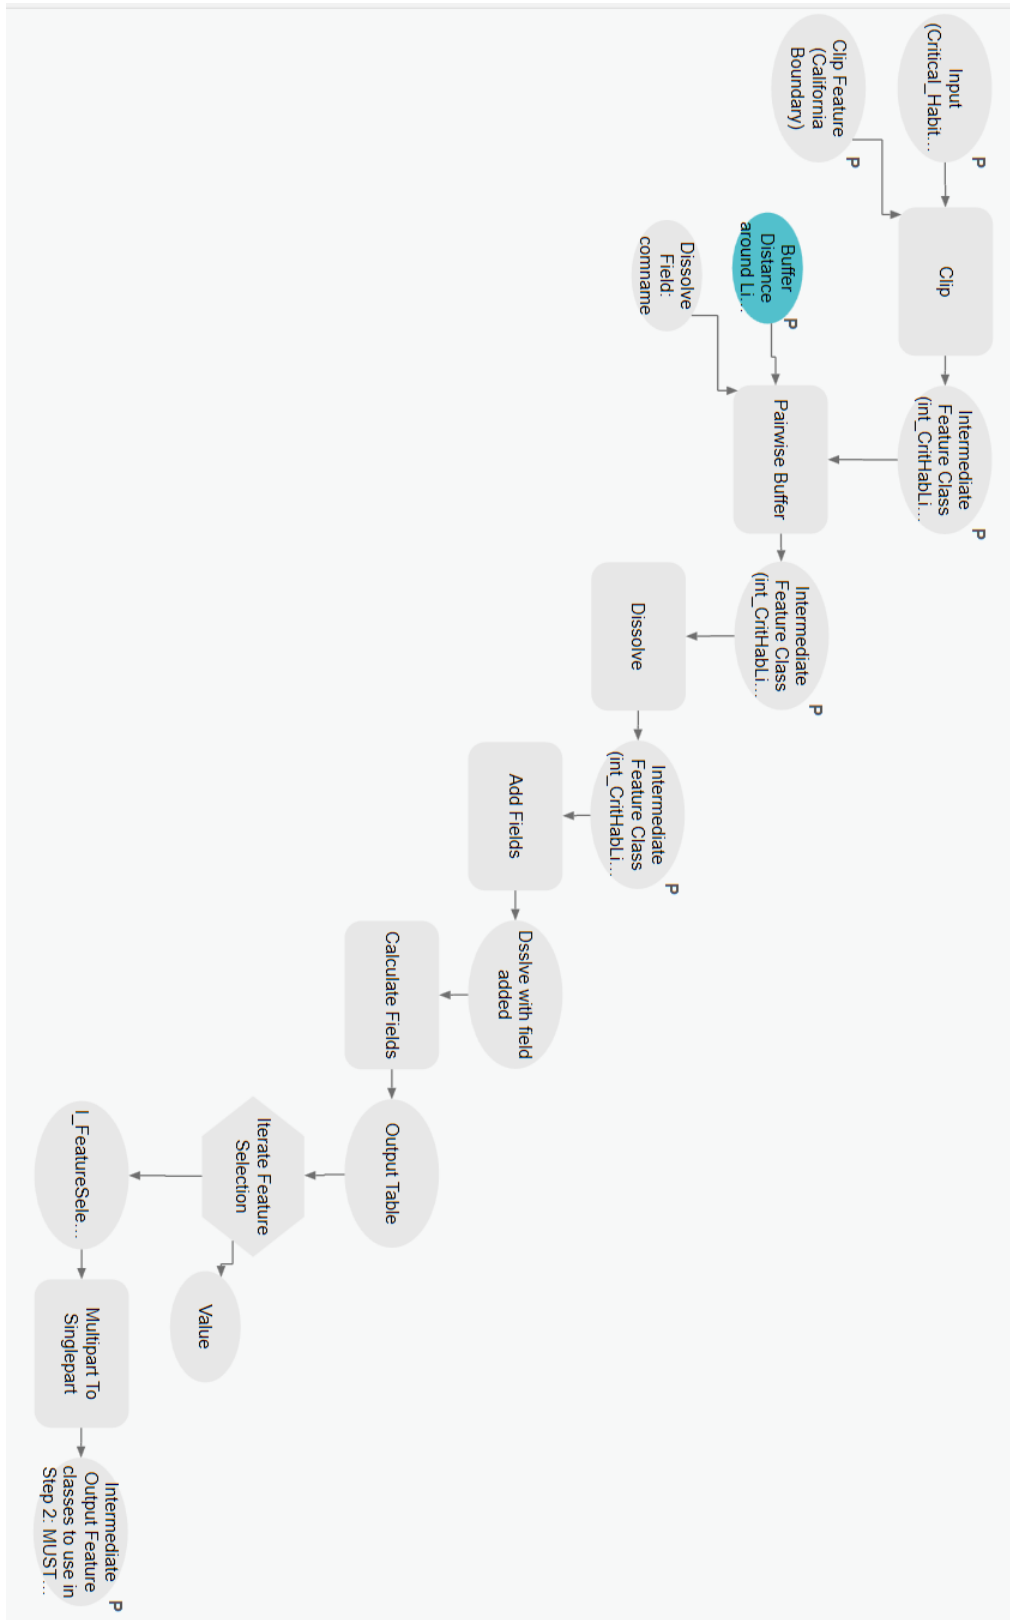 Input
(Critical_Habit...
P
Clip Feature
(California
Boundary)
P
Clip
Intermediate
Feature Class
(int_CritHabLi...
P
Buffer
Distance
around Li...
P
Dissolve
Field:
comname
Pairwise Buffer
Intermediate
Feature Class
(int_CritHabLi...
P
Dissolve
Intermediate
Feature Class
(int_CritHabLi...
P
Add Fields
Dsslve with field
added
Calculate Fields
Output Table
Iterate Feature
Selection
Value
I_FeatureSele...
Multipart To
Singlepart
Intermediate
Output Feature
classes to use in
Step 2: MUST...
P